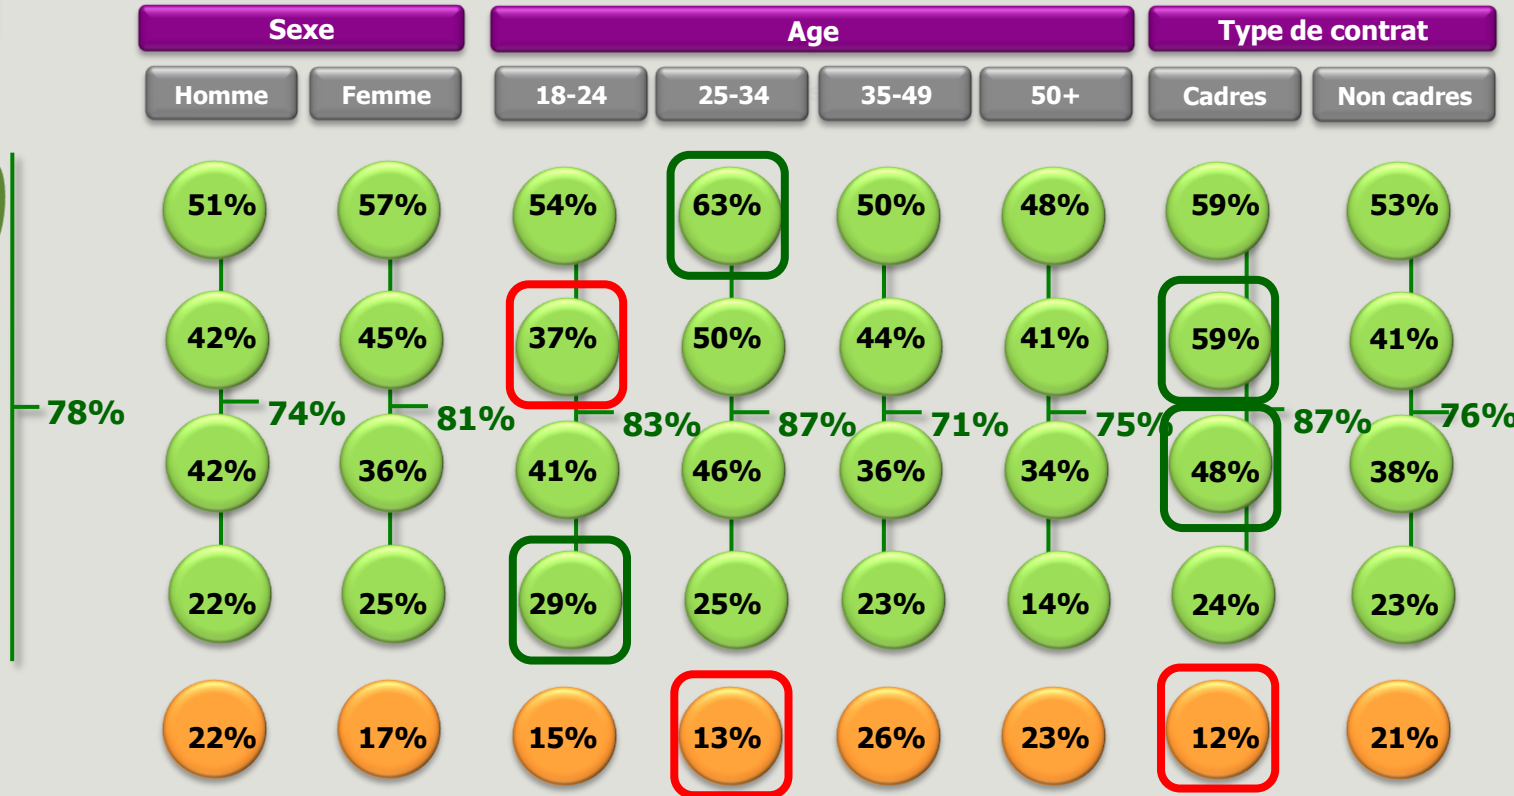 Sexe Age Type de contrat
Homme Femme 18-24 25-34 35-49 50+ Cadres Non cadres
51% 57% 54% 63% 50% 48% 59% 53%
42% 45% 37% 50% 44% 41% 59% 41%
78% 74% 81% 83% 87% 71% 75% 87% 76%
42% 36% 41% 46% 36% 34% 48% 38%
22% 25% 29% 25% 23% 14% 24% 23%
22% 17% 15% 13% 26% 23% 12% 21%